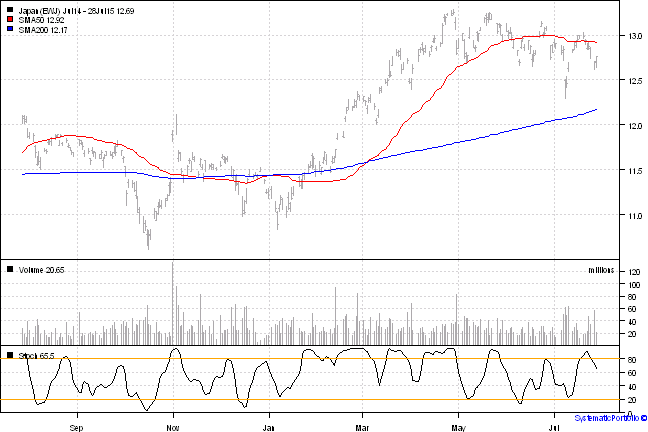 Japan (EWJ) Jul14 - 28Jul15 12.69
SMA50 12.92
SMA200 12.17
13.0
12.5
12.0
11.5
11.0
Volume 20.65
millions
120
100
80
60
40
20
Stoch 65.5
80
60
40
20
0
Sep
Nov
Jan
Mar
May
Jul
SystematicPortfolio ©